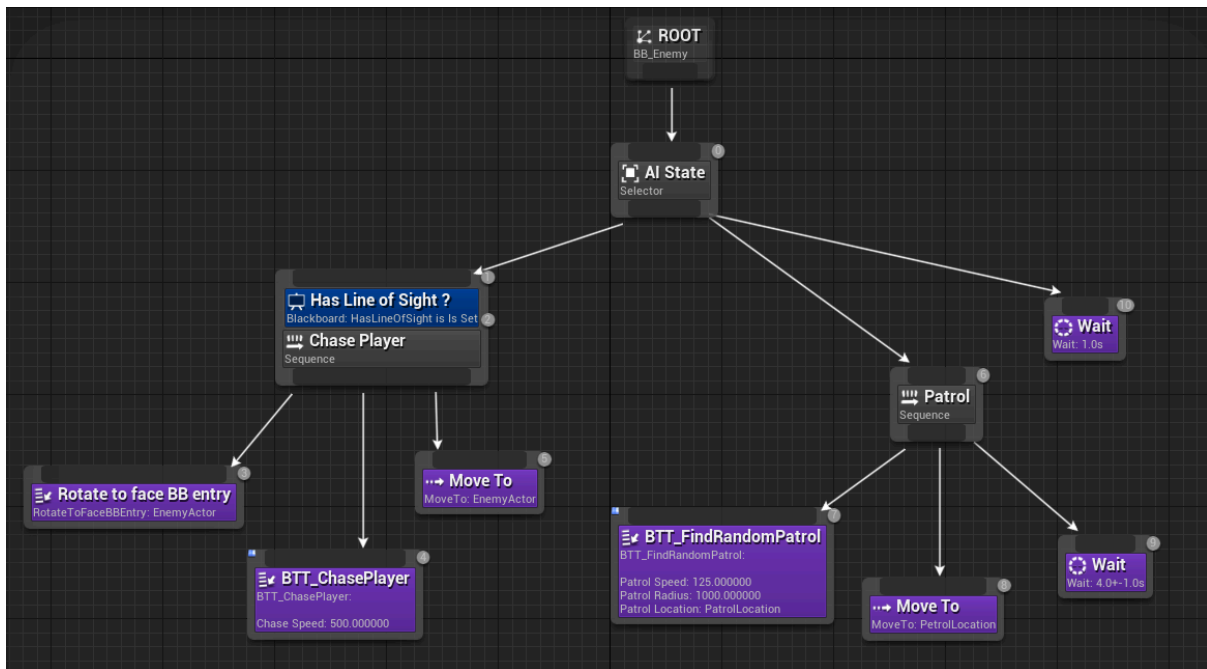 ROOT
BB_Enemy
0
AI State
Selector
1
Has Line of Sight ?
Blackboard: HasLineOfSight is Is Set
2
Chase Player
Sequence
10
Wait
Wait: 1.0s
6
Patrol
Sequence
3
Rotate to face BB entry
RotateToFaceBBEntry: EnemyActor
5
Move To
MoveTo: EnemyActor
4
BTT_ChasePlayer
BTT_ChasePlayer:
Chase Speed: 500.000000
7
BTT_FindRandomPatrol
BTT_FindRandomPatrol:
Patrol Speed: 125.000000
Patrol Radius: 1000.000000
Patrol Location: PatrolLocation
8
Move To
MoveTo: PetrolLocation
9
Wait
Wait: 4.0+-1.0s